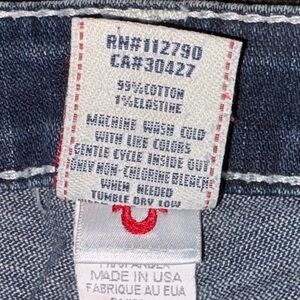 RN#112790
CA#30427
99%COTTON
1%ELASTINE
MACHINE WASH COLD
WITH LIKE COLORS
GENTLE CYCLE INSIDE OUT
ONLY NON-CHLORINE BLEACH
WHEN NEEDED
TUMBLE DRY LOW
MADE IN USA
FABRIQUE AU EUA